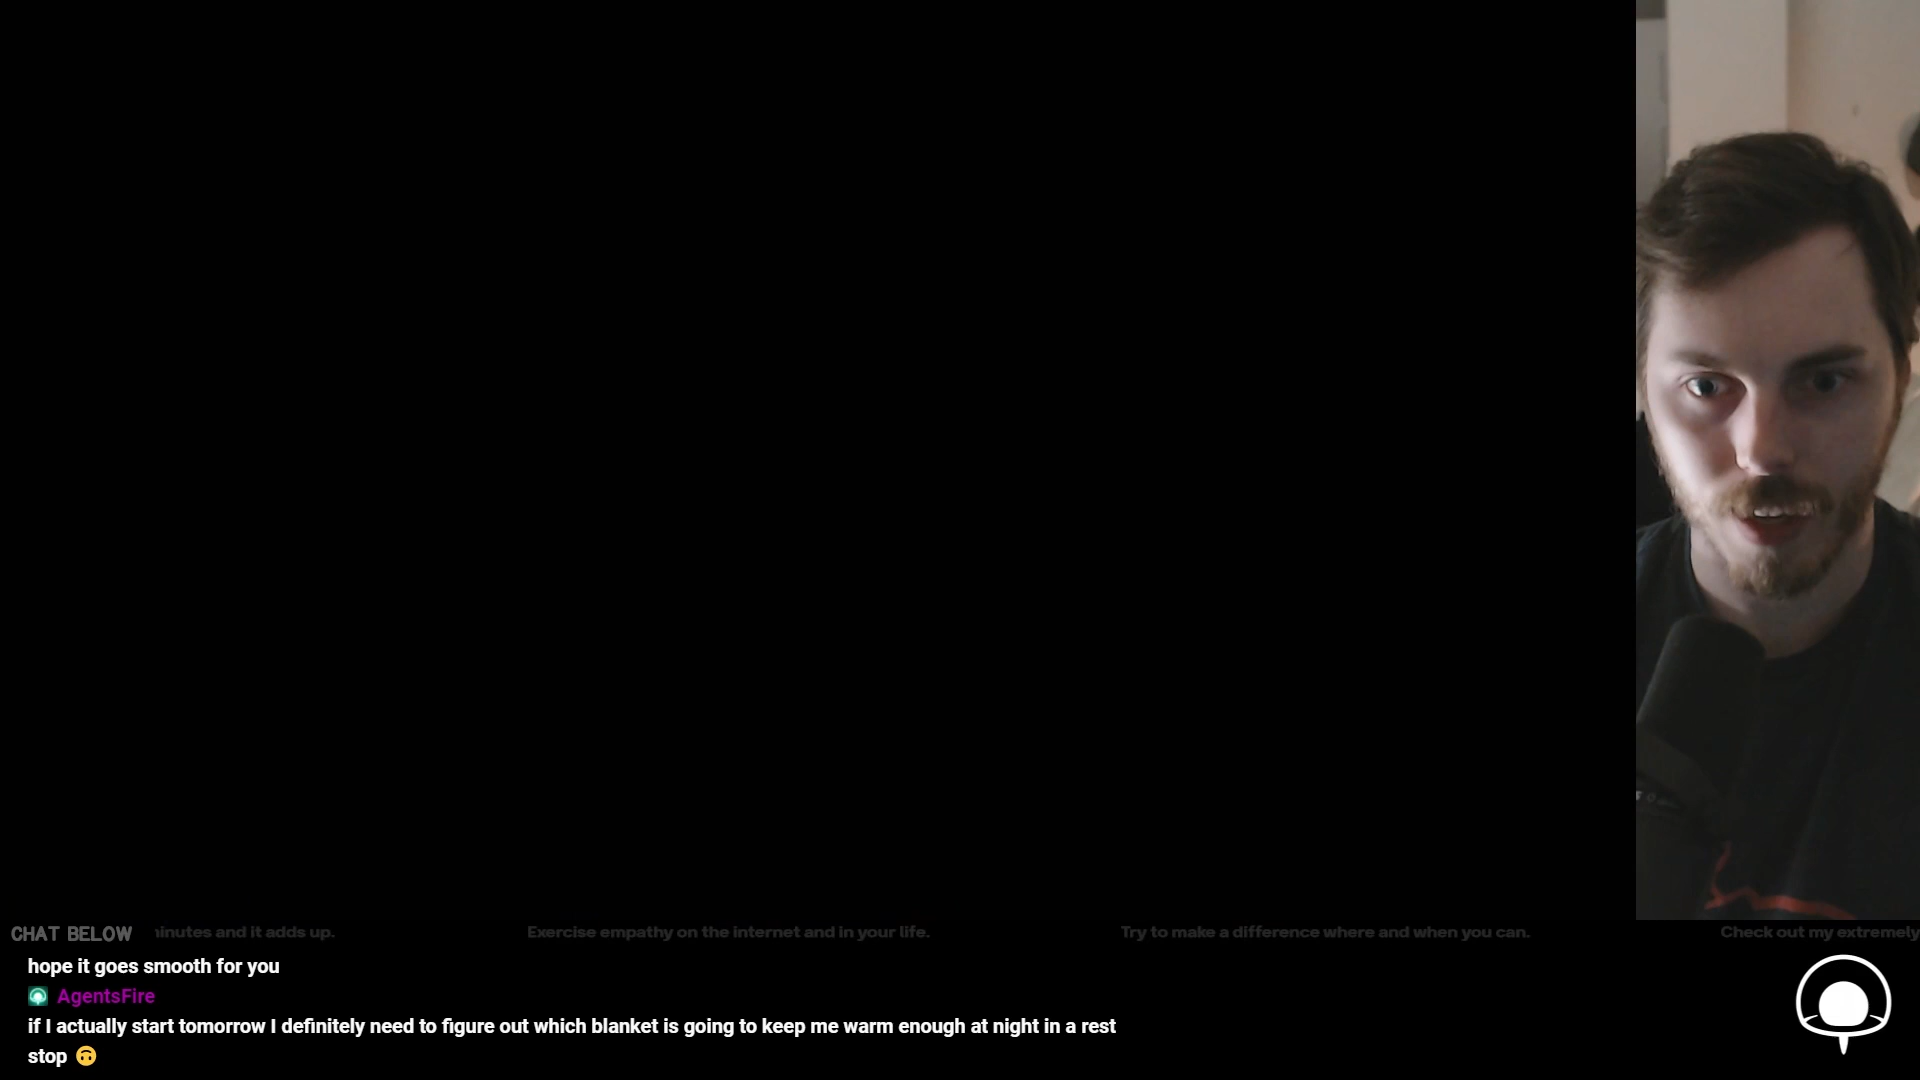 CHAT BELOW
inutes and it adds up. Exercise empathy on the internet and in your life. Try to make a difference where and when you can. Check out my extremely
hope it goes smooth for you
AgentsFire
if I actually start tomorrow I definitely need to figure out which blanket is going to keep me warm enough at night in a rest
stop 🙃